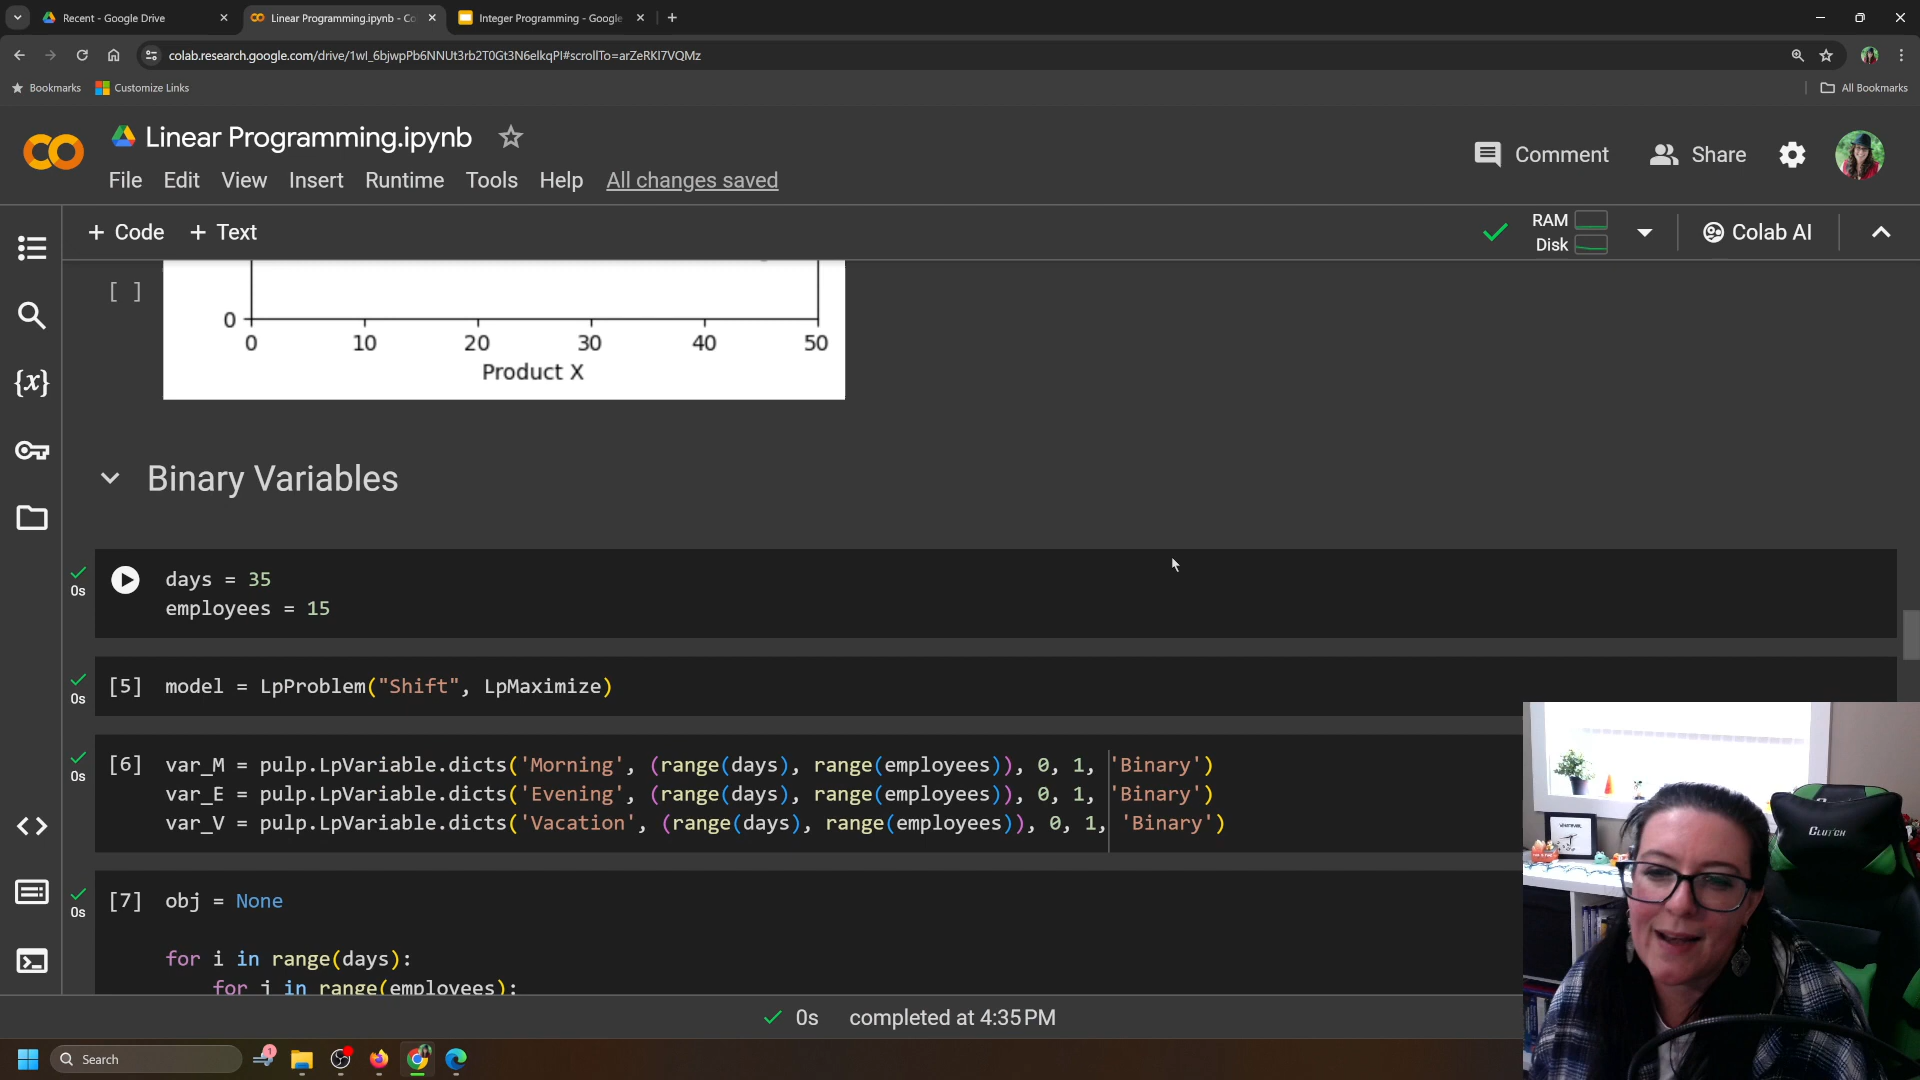 Recent - Google Drive
Linear Programming.ipynb - Co
Integer Programming - Google
colab.research.google.com/drive/1wI_6bjwpPb6NNUt3rb2T0Gt3N6elkqPI#scrollTo=arZeRKI7VQMz
Bookmarks
Customize Links
All Bookmarks
CO
Linear Programming.ipynb
Comment
Share
File Edit View Insert Runtime Tools Help All changes saved
+ Code + Text
RAM
Disk
Colab AI
[ ]
0
0 10 20 30 40 50
Product X
Binary Variables
0s
days = 35
employees = 15
0s
[5] model = LpProblem("Shift", LpMaximize)
0s
[6] var_M = pulp.LpVariable.dicts('Morning', (range(days), range(employees)), 0, 1, 'Binary')
var_E = pulp.LpVariable.dicts('Evening', (range(days), range(employees)), 0, 1, 'Binary')
var_V = pulp.LpVariable.dicts('Vacation', (range(days), range(employees)), 0, 1, 'Binary')
0s
[7] obj = None
for i in range(days):
for j in range(employees):
{x}
CLUTCH
0s completed at 4:35 PM
Search
1